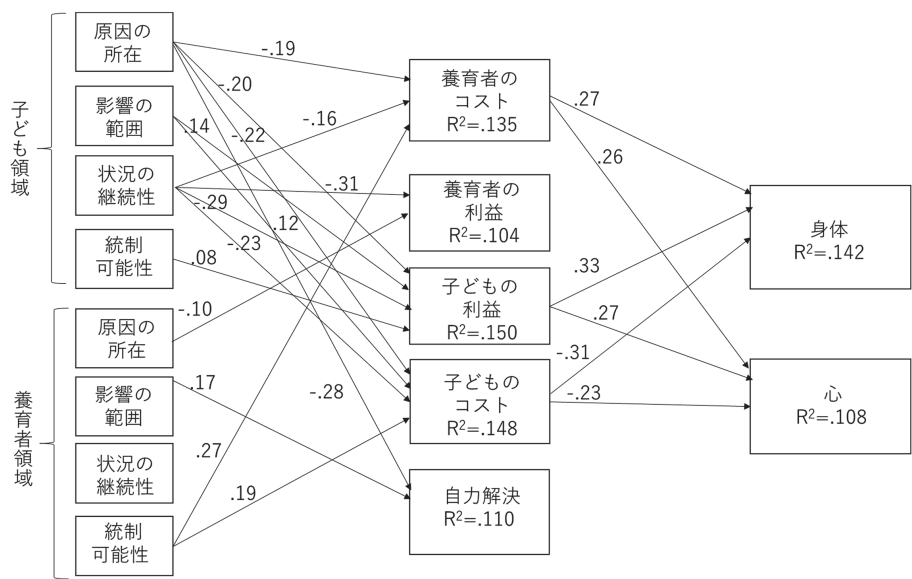 子ども領域
原因の
所在
影響の
範囲
状況の
継続性
統制
可能性
養育者領域
原因の
所在
影響の
範囲
状況の
継続性
統制
可能性
-.19
-.20
.14
-.22
-.16
-.31
-.29
.12
-.23
.08
-.10
.17
-.28
.27
.19
養育者の
コスト
R²=.135
養育者の
利益
R²=.104
子どもの
利益
R²=.150
子どもの
コスト
R²=.148
自力解決
R²=.110
.27
.26
.33
.27
-.31
-.23
身体
R²=.142
心
R²=.108